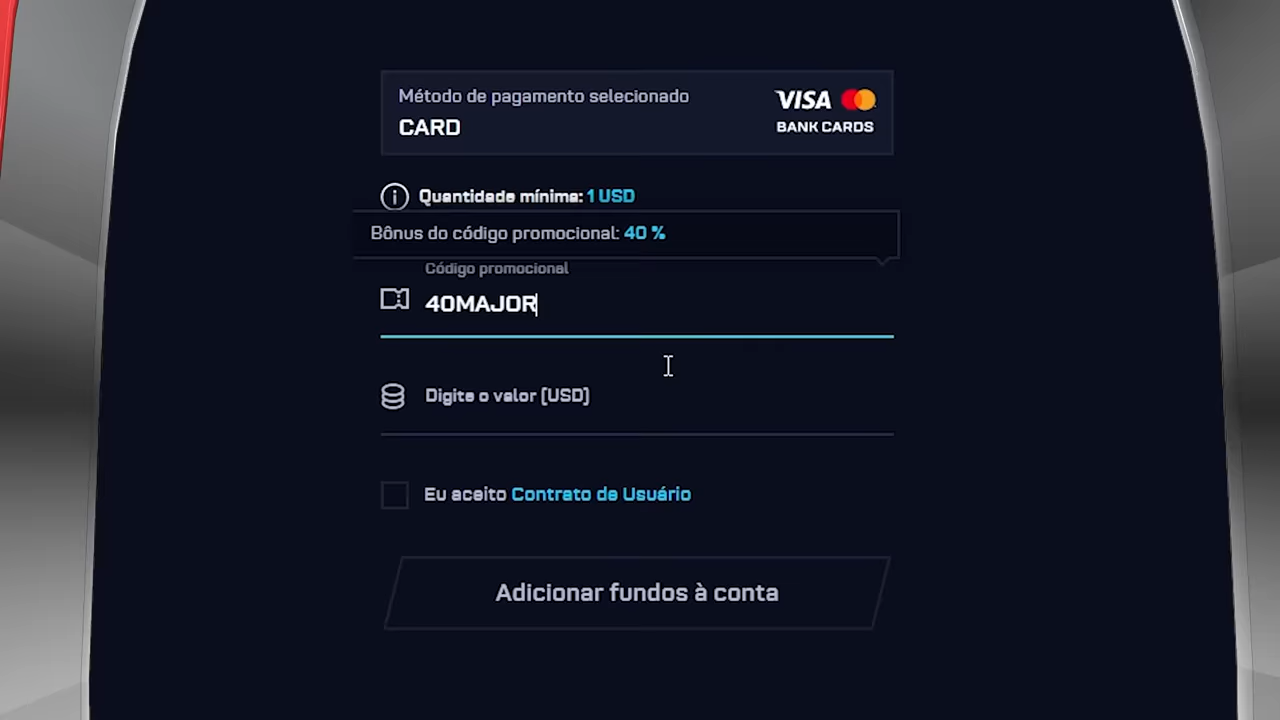 Método de pagamento selecionado
CARD
VISA
BANK CARDS
Quantidade mínima: 1 USD
Bônus do código promocional: 40 %
Código promocional
40MAJOR
Digite o valor (USD)
Eu aceito Contrato de Usuário
Adicionar fundos à conta